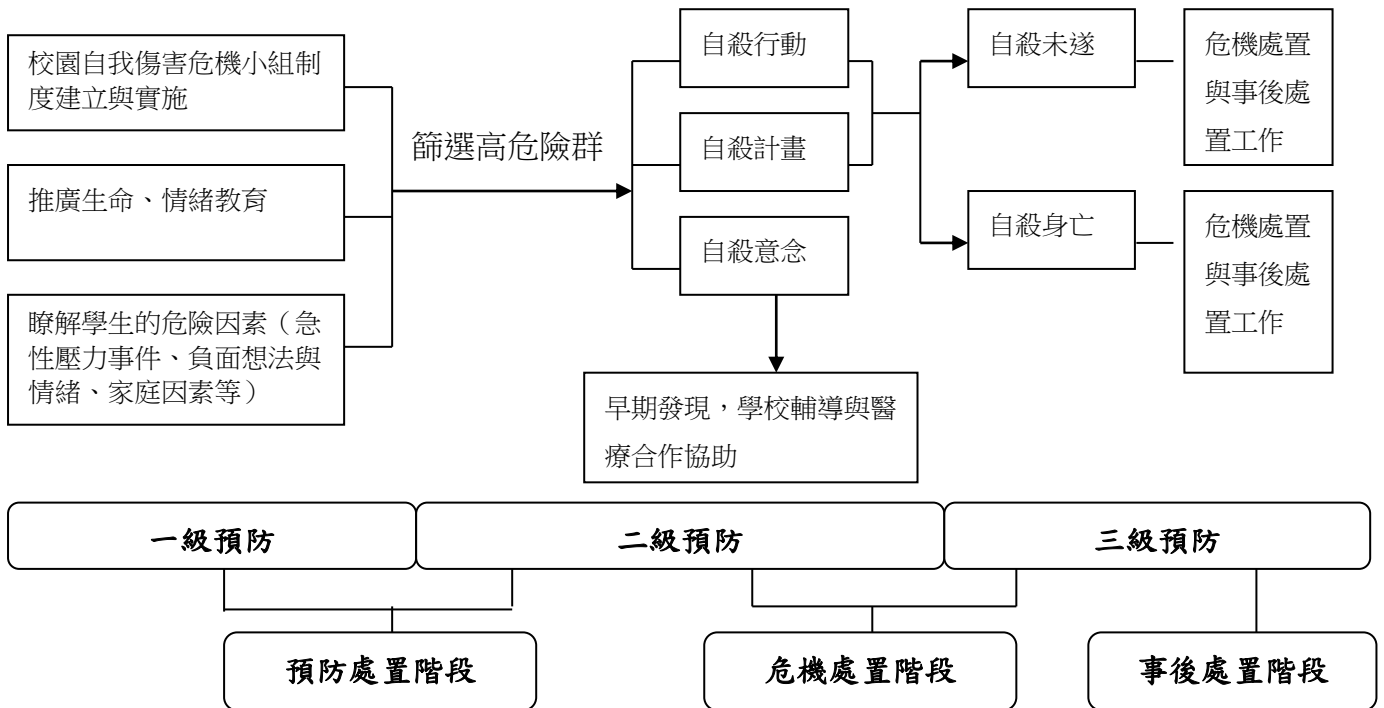 校園自我傷害危機小組制
度建立與實施
推廣生命、情緒教育
瞭解學生的危險因素（急
性壓力事件、負面想法與
情緒、家庭因素等）
篩選高危險群
自殺行動
自殺計畫
自殺意念
早期發現，學校輔導與醫
療合作協助
自殺未遂
自殺身亡
危機處置
與事後處
置工作
危機處置
與事後處
置工作
一級預防
二級預防
三級預防
預防處置階段
危機處置階段
事後處置階段